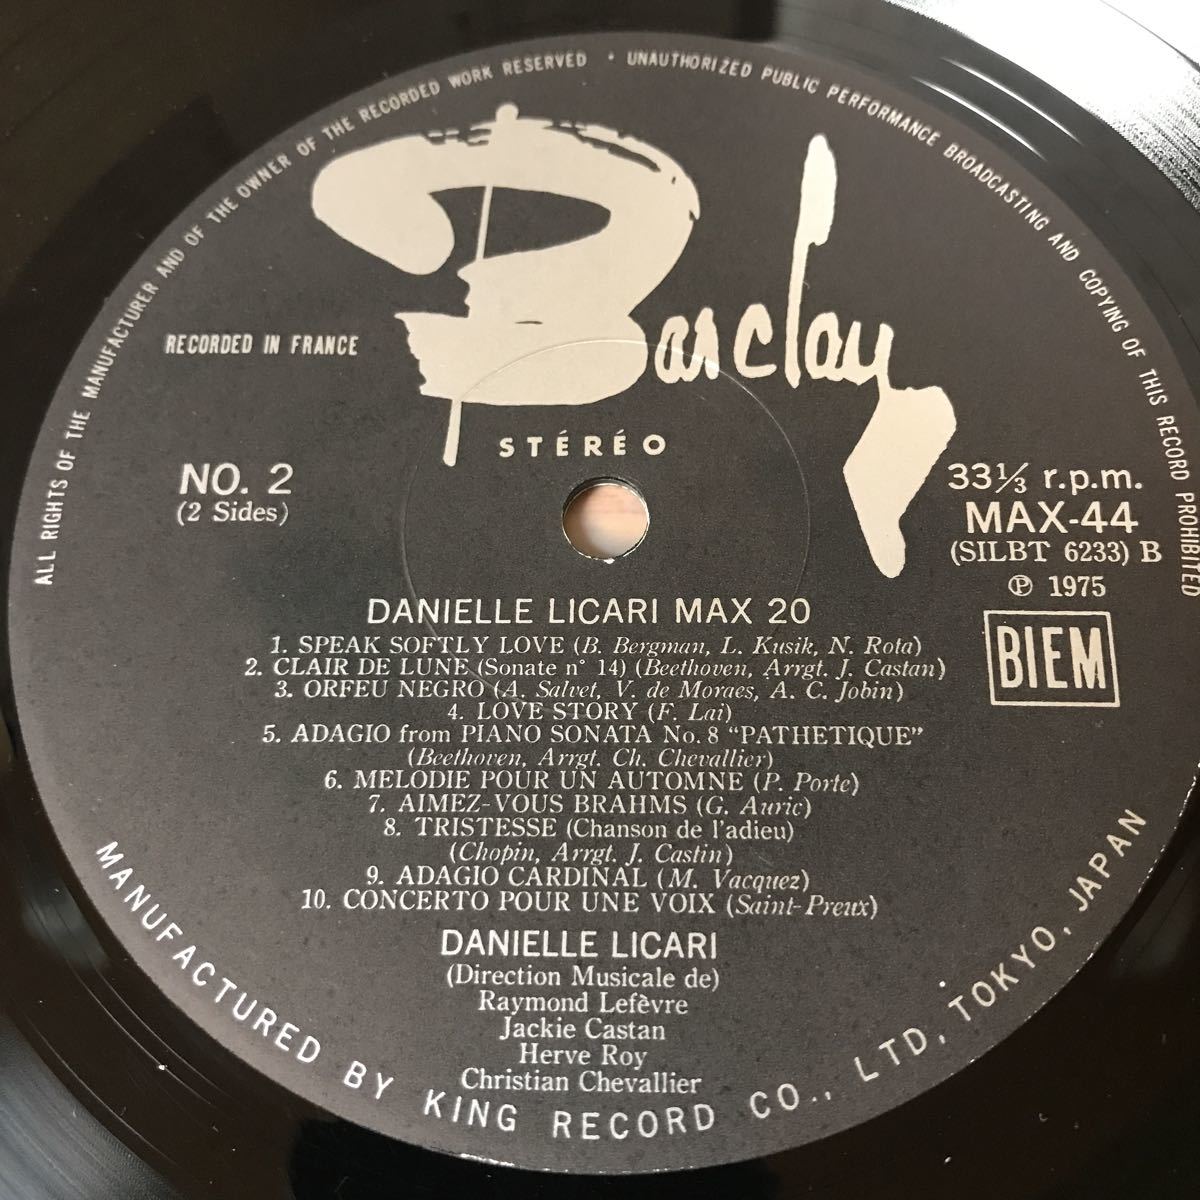 ALL RIGHTS OF THE MANUFACTURER AND OF THE OWNER OF THE RECORDED WORK RESERVED • UNAUTHORIZED PUBLIC PERFORMANCE BROADCASTING AND COPYING OF THIS RECORD PROHIBITED
Barclay
RECORDED IN FRANCE
STÉRÉO
NO. 2
(2 Sides)
33⅓ r.p.m.
MAX-44
(SILBT 6233) B
℗ 1975
BIEM
DANIELLE LICARI MAX 20
1. SPEAK SOFTLY LOVE (B. Bergman, L. Kusik, N. Rota)
2. CLAIR DE LUNE (Sonate n° 14) (Beethoven, Arrgt. J. Castan)
3. ORFEU NEGRO (A. Salvet, V. de Moraes, A. C. Jobin)
4. LOVE STORY (F. Lai)
5. ADAGIO from PIANO SONATA No. 8 “PATHETIQUE”
(Beethoven, Arrgt. Ch. Chevallier)
6. MELODIE POUR UN AUTOMNE (P. Porte)
7. AIMEZ-VOUS BRAHMS (G. Auric)
8. TRISTESSE (Chanson de l'adieu)
(Chopin, Arrgt. J. Castin)
9. ADAGIO CARDINAL (M. Vacquez)
10. CONCERTO POUR UNE VOIX (Saint-Preux)
DANIELLE LICARI
(Direction Musicale de)
Raymond Lefèvre
Jackie Castan
Herve Roy
Christian Chevallier
MANUFACTURED BY KING RECORD CO., LTD, TOKYO, JAPAN